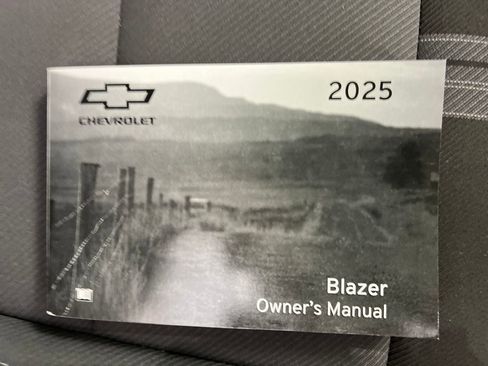 2025
CHEVROLET
Blazer
Owner's Manual